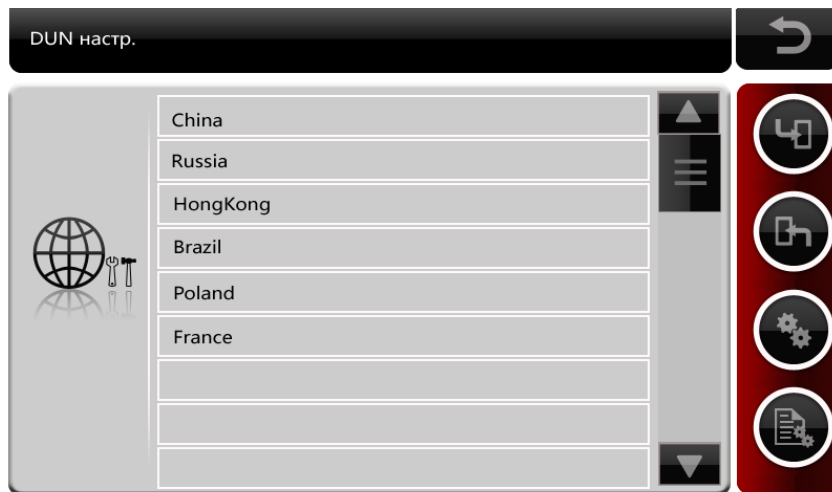 DUN настр.
China
Russia
HongKong
Brazil
Poland
France